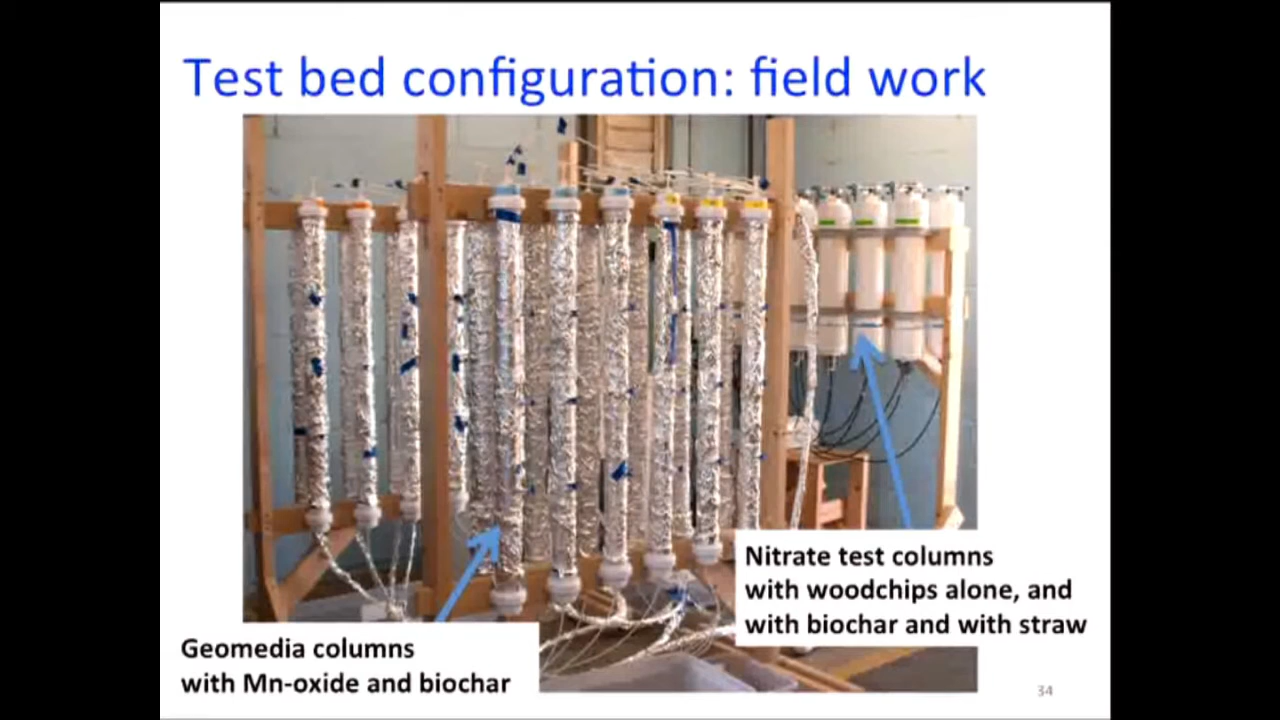 Test bed configuration: field work
Nitrate test columns
with woodchips alone, and
with biochar and with straw
Geomedia columns
with Mn-oxide and biochar
34